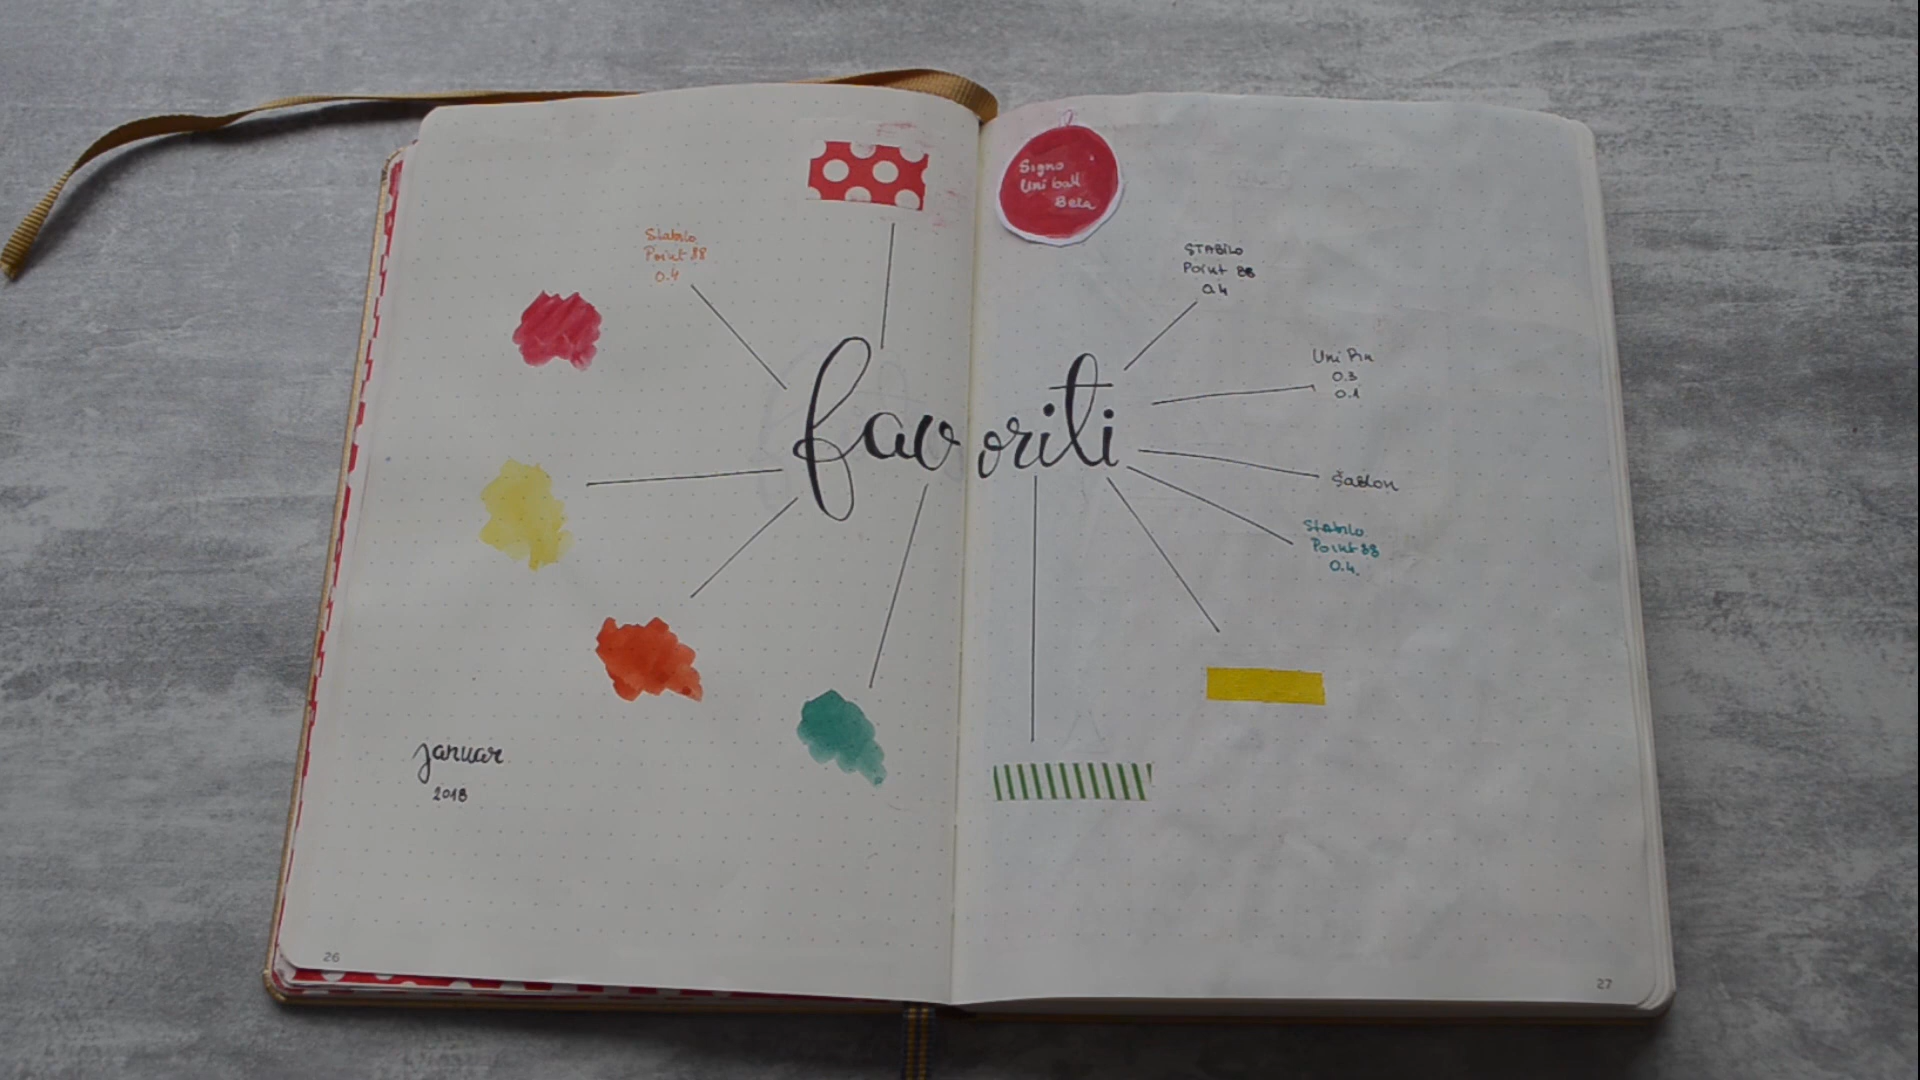 Stabilo
Point 88
0.4
favoriti
januar
2018
26
Signo
Uni ball
Bela
STABiLO
Point 88
0.4
Uni Pin
0.3
0.1
Šablon
Stabilo
Point 88
0.4
27